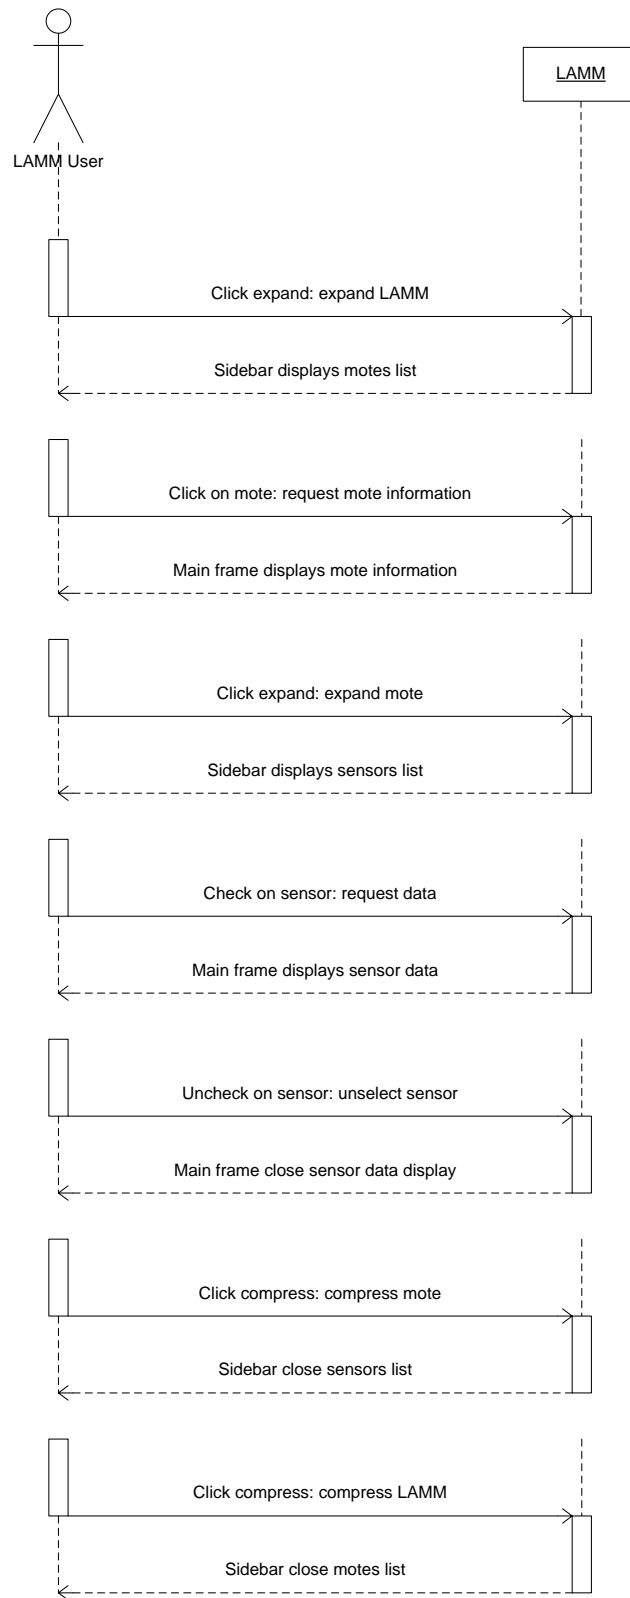 LAMM
LAMM User
Click expand: expand LAMM
Sidebar displays motes list
Click on mote: request mote information
Main frame displays mote information
Click expand: expand mote
Sidebar displays sensors list
Check on sensor: request data
Main frame displays sensor data
Uncheck on sensor: unselect sensor
Main frame close sensor data display
Click compress: compress mote
Sidebar close sensors list
Click compress: compress LAMM
Sidebar close motes list